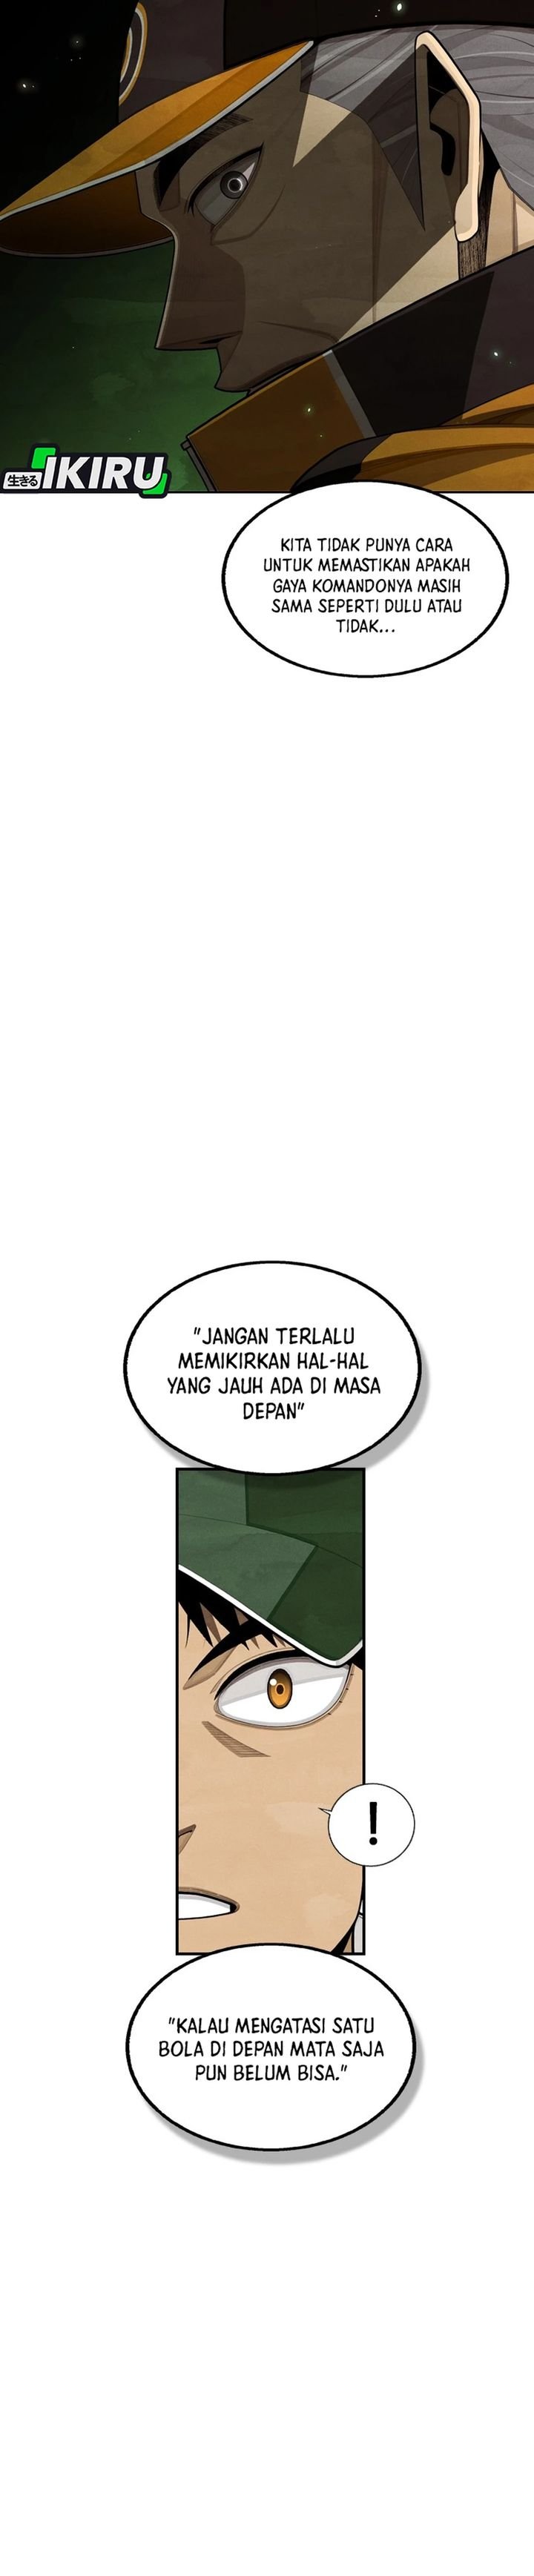 生きる IKIRU
KITA TIDAK PUNYA CARA
UNTUK MEMASTIKAN APAKAH
GAYA KOMANDONYA MASIH
SAMA SEPERTI DULU ATAU
TIDAK...
"JANGAN TERLALU
MEMIKIRKAN HAL-HAL
YANG JAUH ADA DI MASA
DEPAN"
!
"KALAU MENGATASI SATU
BOLA DI DEPAN MATA SAJA
PUN BELUM BISA."